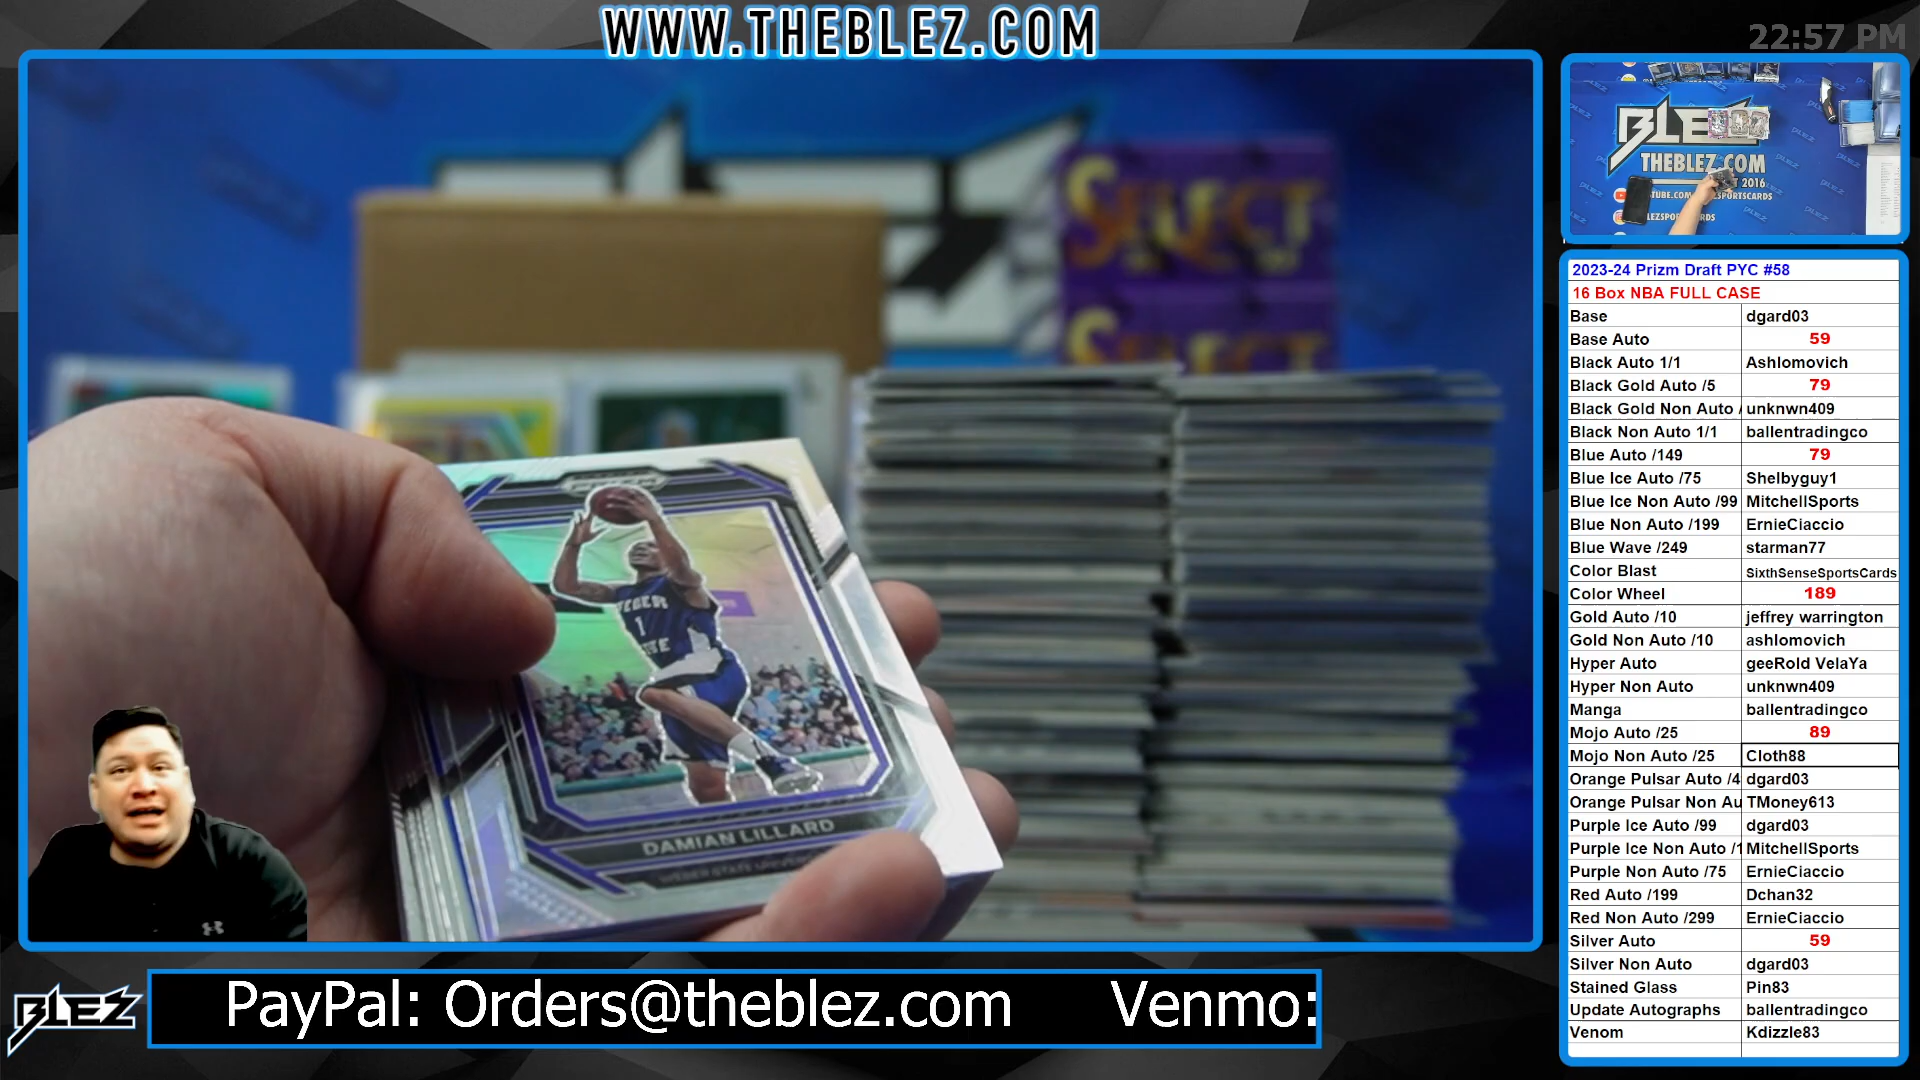 WWW.THEBLEZ.COM
22:57 PM
BLEZ
THEBLEZ.COM
2016
SELECT
SELECT
1
DAMIAN LILLARD
2023-24 Prizm Draft PYC #58
16 Box NBA FULL CASE
Base dgard03
Base Auto 59
Black Auto 1/1 Ashlomovich
Black Gold Auto /5 79
Black Gold Non Auto / unknwn409
Black Non Auto 1/1 ballentradingco
Blue Auto /149 79
Blue Ice Auto /75 Shelbyguy1
Blue Ice Non Auto /99 MitchellSports
Blue Non Auto /199 ErnieCiaccio
Blue Wave /249 starman77
Color Blast SixthSenseSportsCards
Color Wheel 189
Gold Auto /10 jeffrey warrington
Gold Non Auto /10 ashlomovich
Hyper Auto geeRold VelaYa
Hyper Non Auto unknwn409
Manga ballentradingco
Mojo Auto /25 89
Mojo Non Auto /25 Cloth88
Orange Pulsar Auto /4 dgard03
Orange Pulsar Non Au TMoney613
Purple Ice Auto /99 dgard03
Purple Ice Non Auto /1 MitchellSports
Purple Non Auto /75 ErnieCiaccio
Red Auto /199 Dchan32
Red Non Auto /299 ErnieCiaccio
Silver Auto 59
Silver Non Auto dgard03
Stained Glass Pin83
Update Autographs ballentradingco
Venom Kdizzle83
BLEZ
PayPal: Orders@theblez.com Venmo: